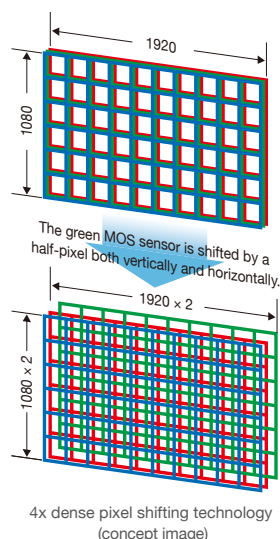 1920
1080
The green MOS sensor is shifted by a
half-pixel both vertically and horizontally.
1920 × 2
1080 × 2
4x dense pixel shifting technology
(concept image)